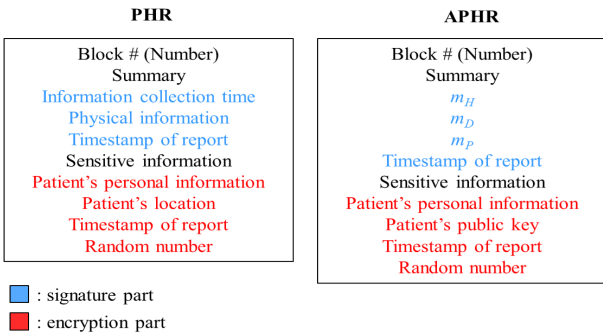 PHR
Block # (Number)
Summary
Information collection time
Physical information
Timestamp of report
Sensitive information
Patient's personal information
Patient's location
Timestamp of report
Random number
APHR
Block # (Number)
Summary
m_H
m_D
m_P
Timestamp of report
Sensitive information
Patient's personal information
Patient's public key
Timestamp of report
Random number
: signature part
: encryption part